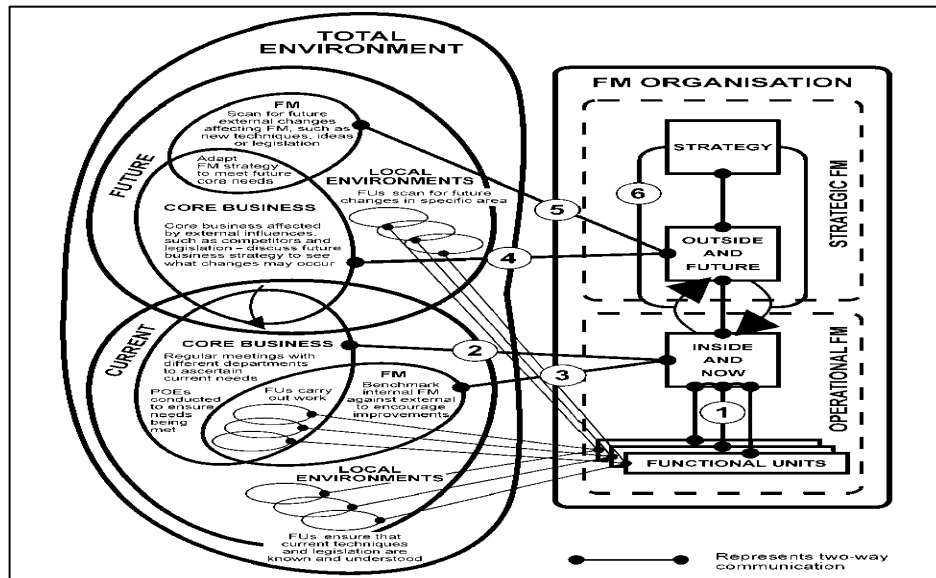 TOTAL
ENVIRONMENT
FM
Scan for future
external changes
affecting FM, such as
new techniques, ideas
or legislation
Adapt
FM strategy
to meet future
core needs
FUTURE
LOCAL
ENVIRONMENTS
FUs scan for future
changes in specific area
CORE BUSINESS
Core business affected
by external influences,
such as competitors and
legislation – discuss future
business strategy to see
what changes may occur
CURRENT
CORE BUSINESS
Regular meetings with
different departments to
ascertain current needs
POEs
conducted
to ensure
needs
being
met
FUs carry
out work
FM
Benchmark
internal FM
against external
to encourage
improvements
LOCAL
ENVIRONMENTS
FUs ensure that
current techniques
and legislation are
known and understood
5
4
2
3
FM ORGANISATION
STRATEGY
6
OUTSIDE
AND
FUTURE
STRATEGIC FM
INSIDE
AND
NOW
1
OPERATIONAL FM
FUNCTIONAL UNITS
Represents two-way
communication